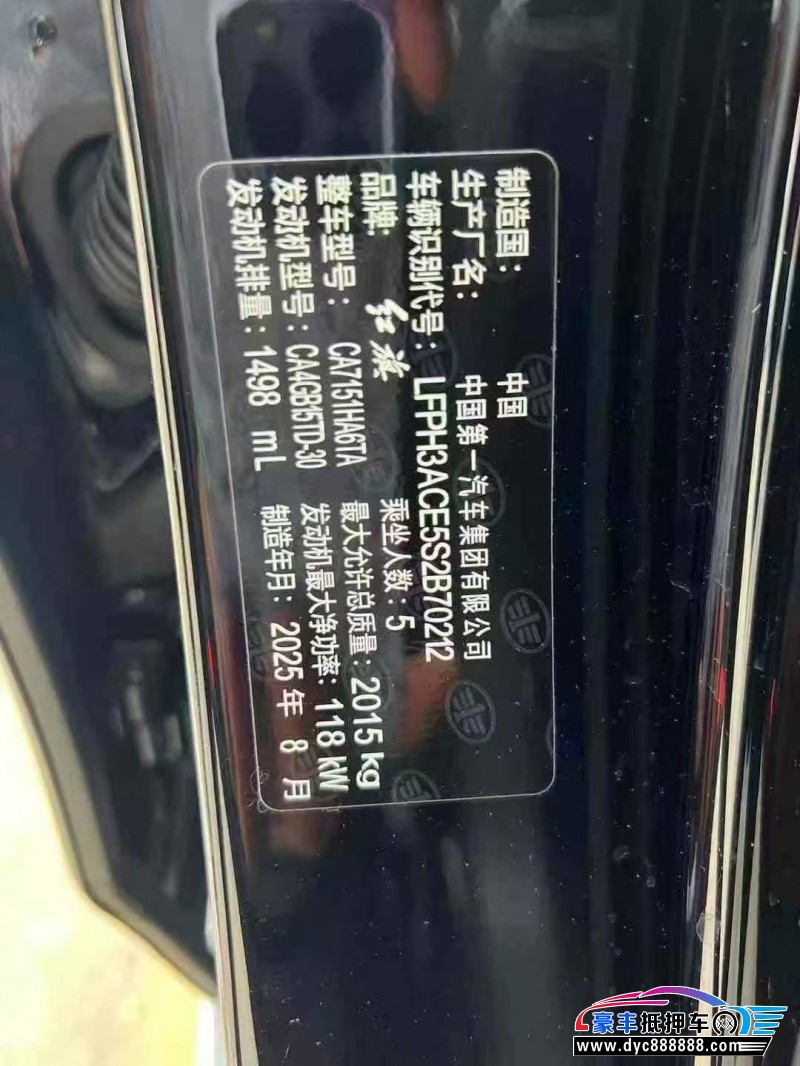 制造国： 中国
生产厂名： 中国第一汽车集团有限公司
车辆识别代号：LFPH3ACE5S2B70212
品牌： 红旗 乘坐人数：5
整车型号： CA7151HA6TA 最大允许总质量：2015 kg
发动机型号：CA4GB15TD-30 发动机最大净功率：118 kW
发动机排量：1498 mL 制造年月：2025 年 8 月
豪丰抵押车
www.dyc888888.com